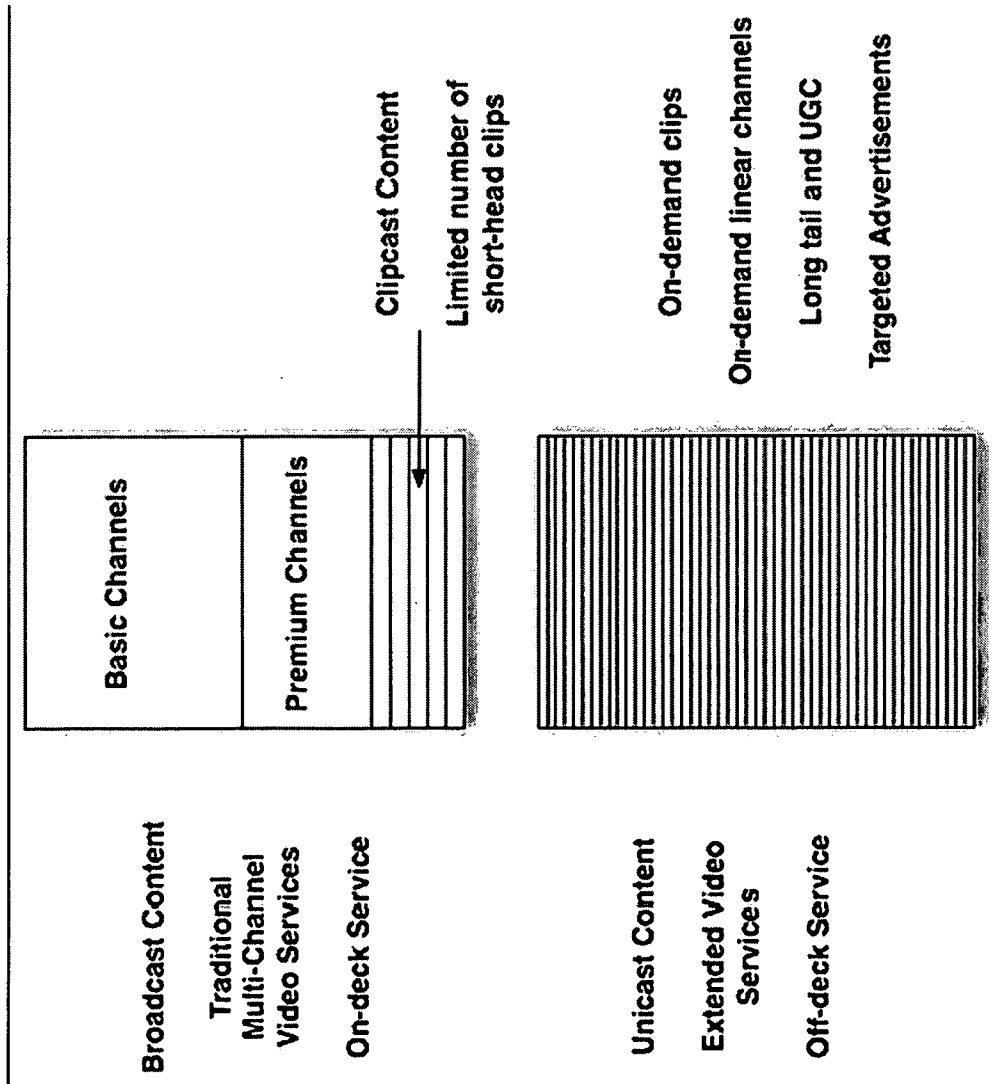 Broadcast Content
Traditional
Multi-Channel
Video Services
On-deck Service
Basic Channels
Premium Channels
Clipcast Content
Limited number of
short-head clips
Unicast Content
Extended Video
Services
Off-deck Service
On-demand clips
On-demand linear channels
Long tail and UGC
Targeted Advertisements